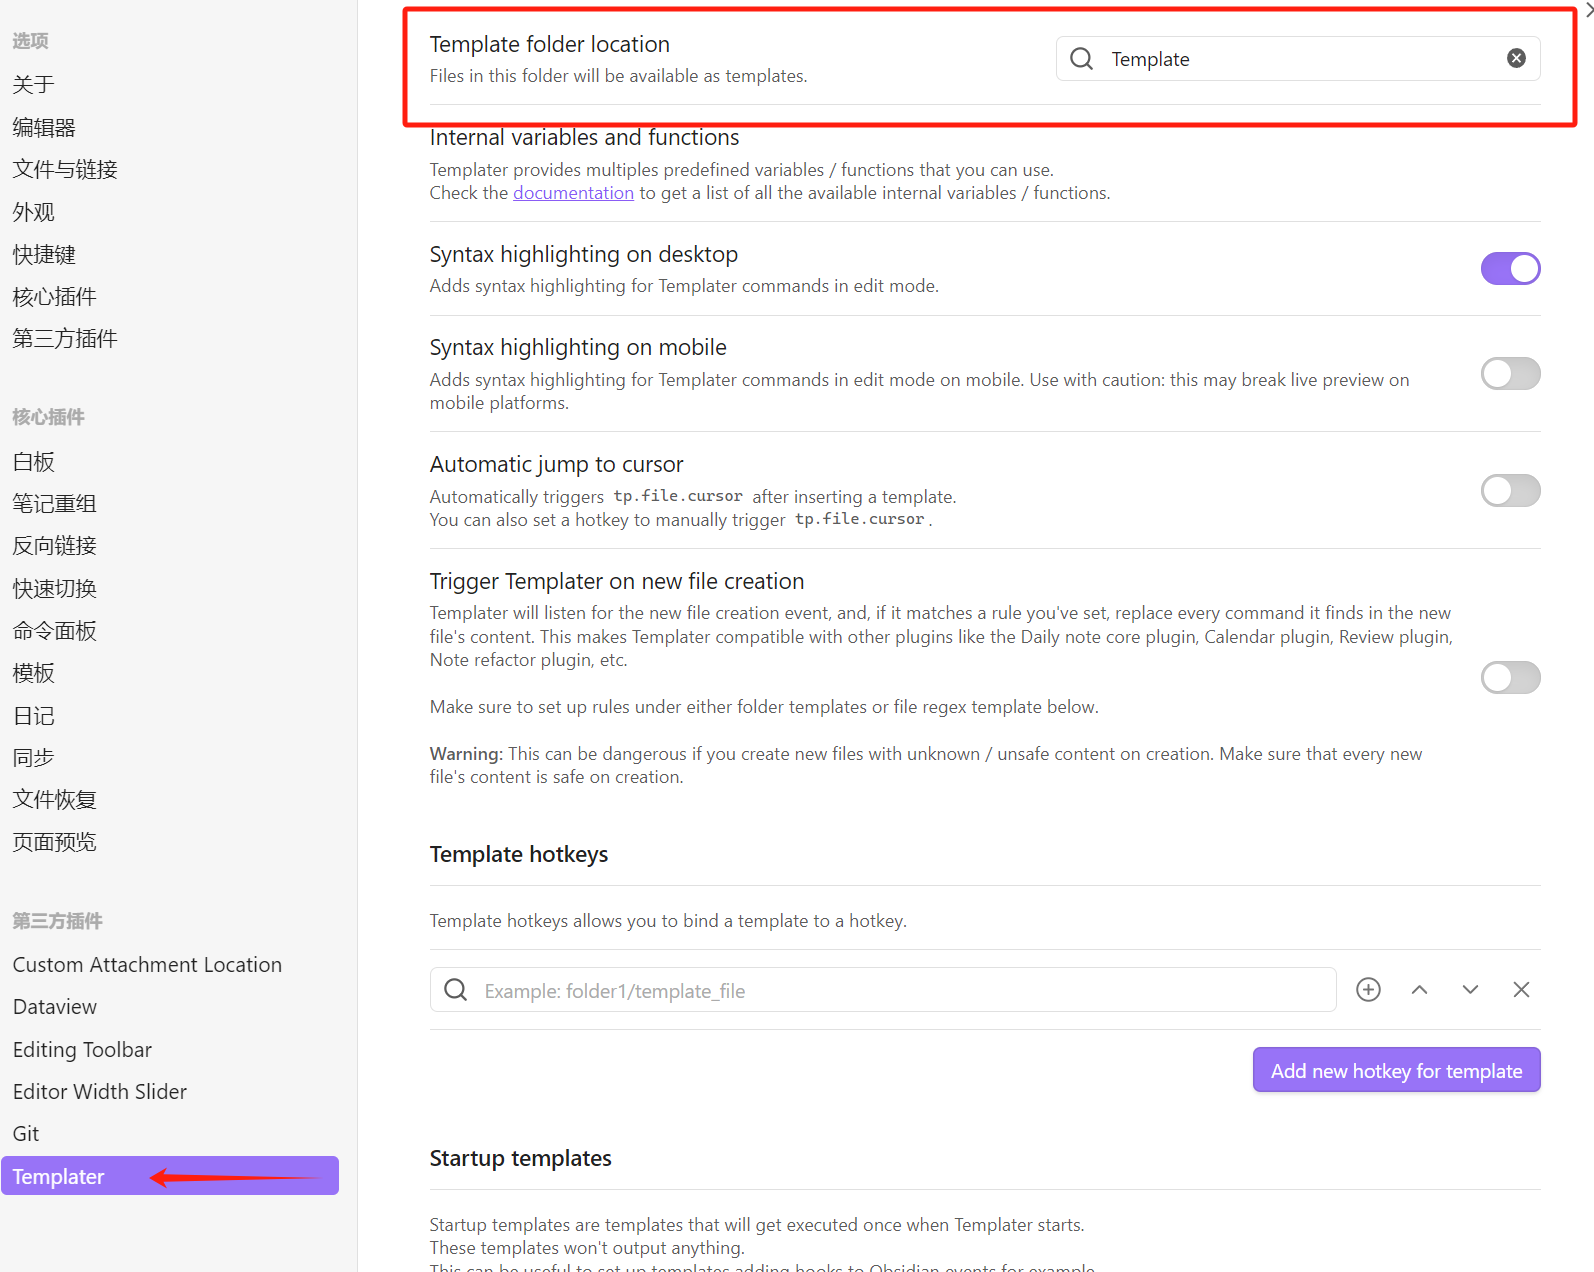 选项
关于
编辑器
文件与链接
外观
快捷键
核心插件
第三方插件
核心插件
白板
笔记重组
反向链接
快速切换
命令面板
模板
日记
同步
文件恢复
页面预览
第三方插件
Custom Attachment Location
Dataview
Editing Toolbar
Editor Width Slider
Git
Templater
Template folder location
Files in this folder will be available as templates.
Template
Internal variables and functions
Templater provides multiples predefined variables / functions that you can use.
Check the documentation to get a list of all the available internal variables / functions.
Syntax highlighting on desktop
Adds syntax highlighting for Templater commands in edit mode.
Syntax highlighting on mobile
Adds syntax highlighting for Templater commands in edit mode on mobile. Use with caution: this may break live preview on
mobile platforms.
Automatic jump to cursor
Automatically triggers tp.file.cursor after inserting a template.
You can also set a hotkey to manually trigger tp.file.cursor.
Trigger Templater on new file creation
Templater will listen for the new file creation event, and, if it matches a rule you've set, replace every command it finds in the new
file's content. This makes Templater compatible with other plugins like the Daily note core plugin, Calendar plugin, Review plugin,
Note refactor plugin, etc.
Make sure to set up rules under either folder templates or file regex template below.
Warning: This can be dangerous if you create new files with unknown / unsafe content on creation. Make sure that every new
file's content is safe on creation.
Template hotkeys
Template hotkeys allows you to bind a template to a hotkey.
Example: folder1/template_file
Add new hotkey for template
Startup templates
Startup templates are templates that will get executed once when Templater starts.
These templates won't output anything.
This can be useful to set up templates adding hooks to Obsidian events for example.